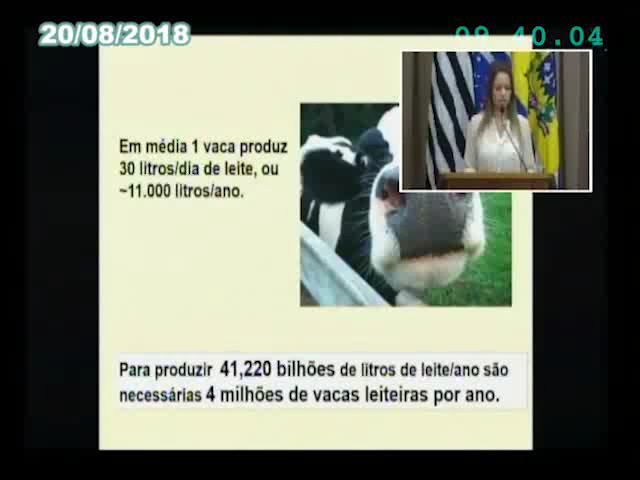 20/08/2018
09.40.04
Em média 1 vaca produz
30 litros/dia de leite, ou
~11.000 litros/ano.
Para produzir 41,220 bilhões de litros de leite/ano são
necessárias 4 milhões de vacas leiteiras por ano.